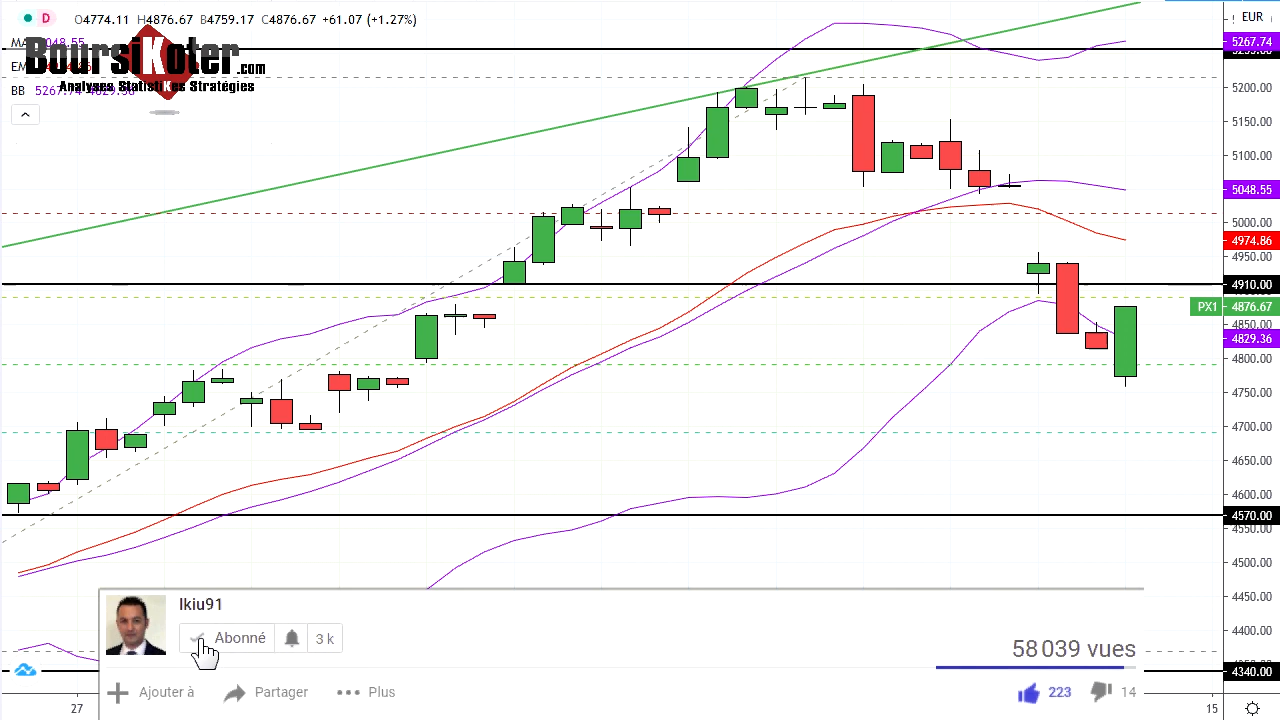 D O4774.11 H4876.67 B4759.17 C4876.67 +61.07 (+1.27%)
EUR
BoursiKoter.com
Analyses StatistiKes Stratégies
BB 5267.74 4829.36
5267.74
5200.00
5150.00
5100.00
5048.55
5000.00
4974.86
4950.00
4910.00
PX1 4876.67
4850.00
4829.36
4800.00
4750.00
4700.00
4650.00
4600.00
4570.00
4550.00
4500.00
4450.00
4400.00
4340.00
Ikiu91
Abonné 3 k
58 039 vues
Ajouter à Partager Plus
223 14
27 15